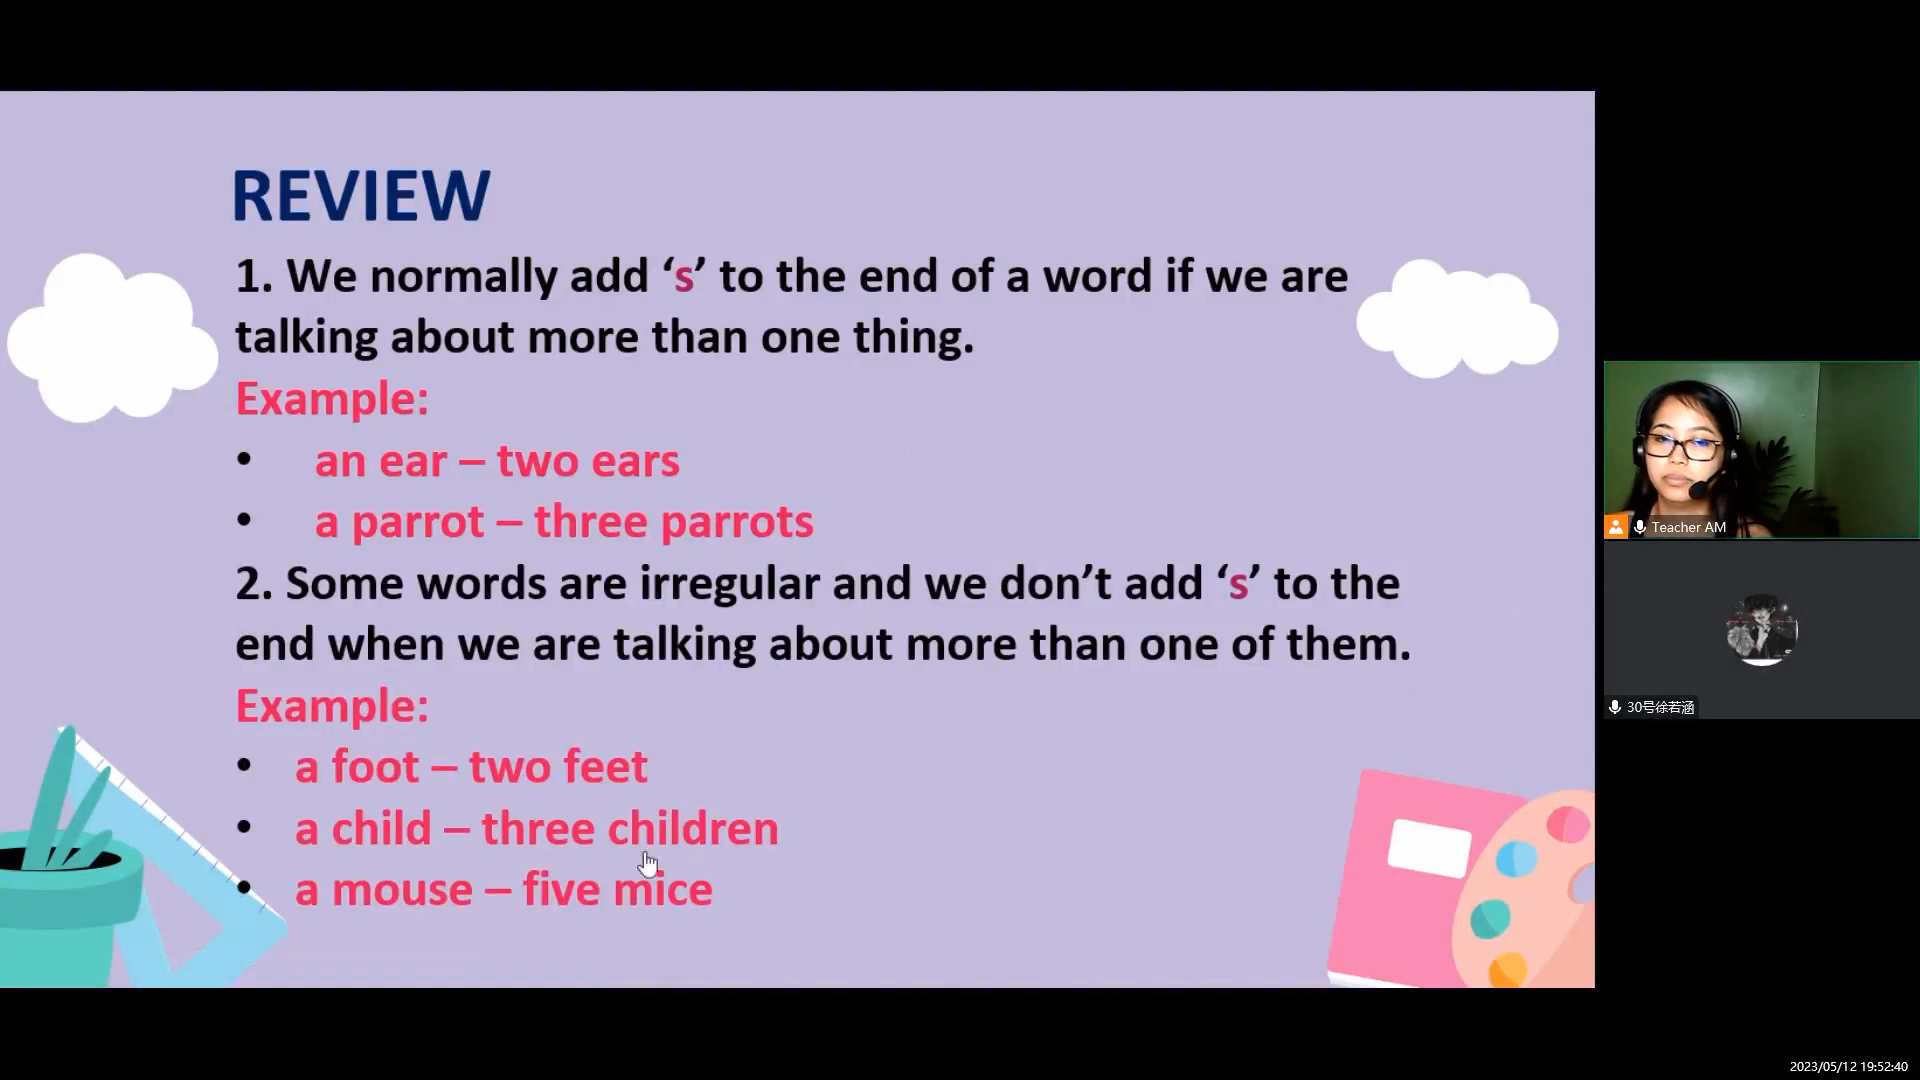 REVIEW
1. We normally add ‘s’ to the end of a word if we are
talking about more than one thing.
Example:
• an ear – two ears
• a parrot – three parrots
2. Some words are irregular and we don’t add ‘s’ to the
end when we are talking about more than one of them.
Example:
• a foot – two feet
• a child – three children
• a mouse – five mice
Teacher AM
30号徐若涵
2023/05/12 19:52:40